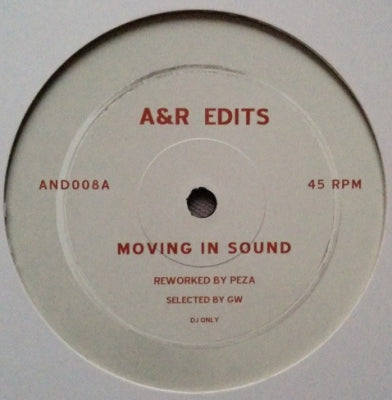 A&R EDITS
AND008A
45 RPM
MOVING IN SOUND
REWORKED BY PEZA
SELECTED BY GW
DJ ONLY